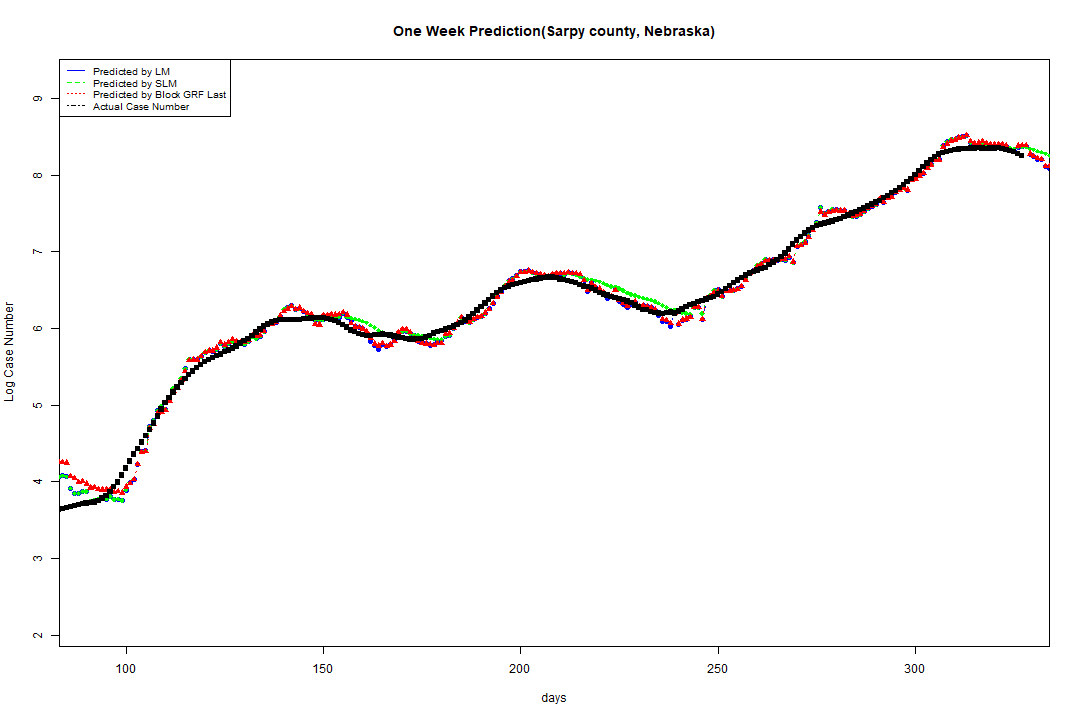 One Week Prediction(Sarpy county, Nebraska)
Predicted by LM
Predicted by SLM
Predicted by Block GRF Last
Actual Case Number
Log Case Number
9
8
7
6
5
4
3
2
100 150 200 250 300
days